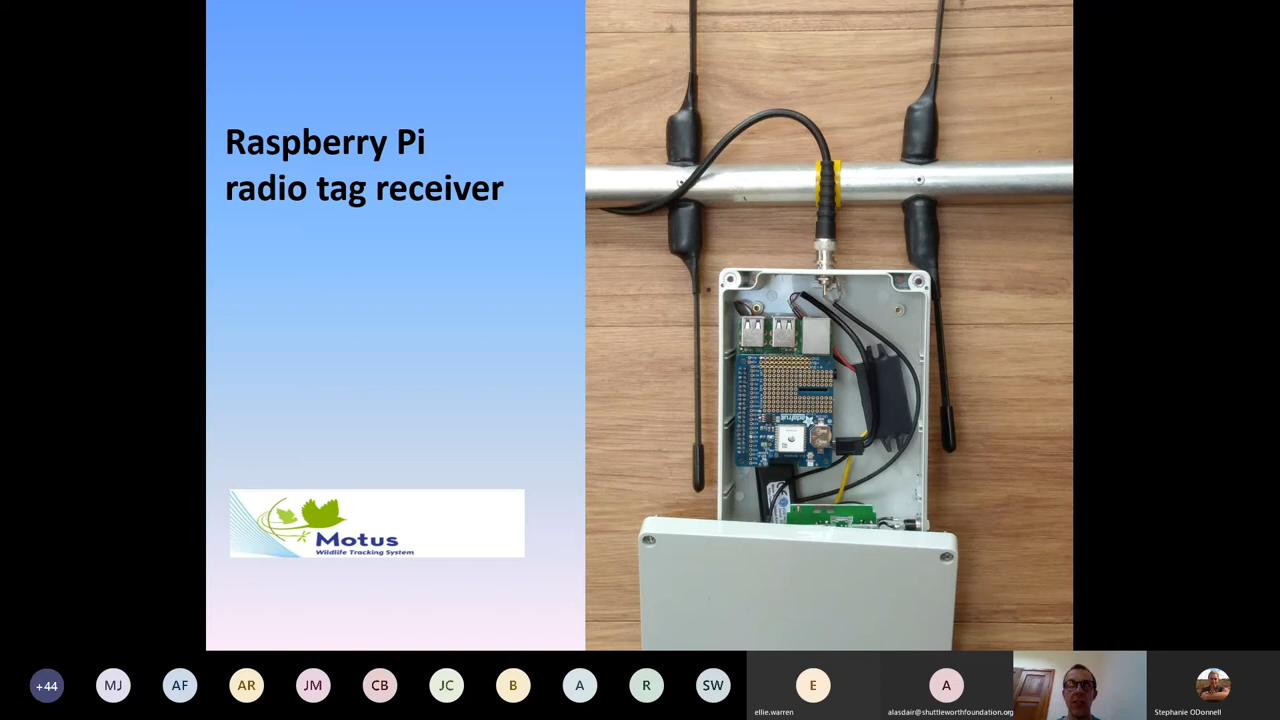 Raspberry Pi
radio tag receiver
adafruit
Motus
Wildlife Tracking System
+44
MJ
AF
AR
JM
CB
JC
B
A
R
SW
E
ellie.warren
A
alasdair@shuttleworthfoundation.org
Stephanie ODonnell